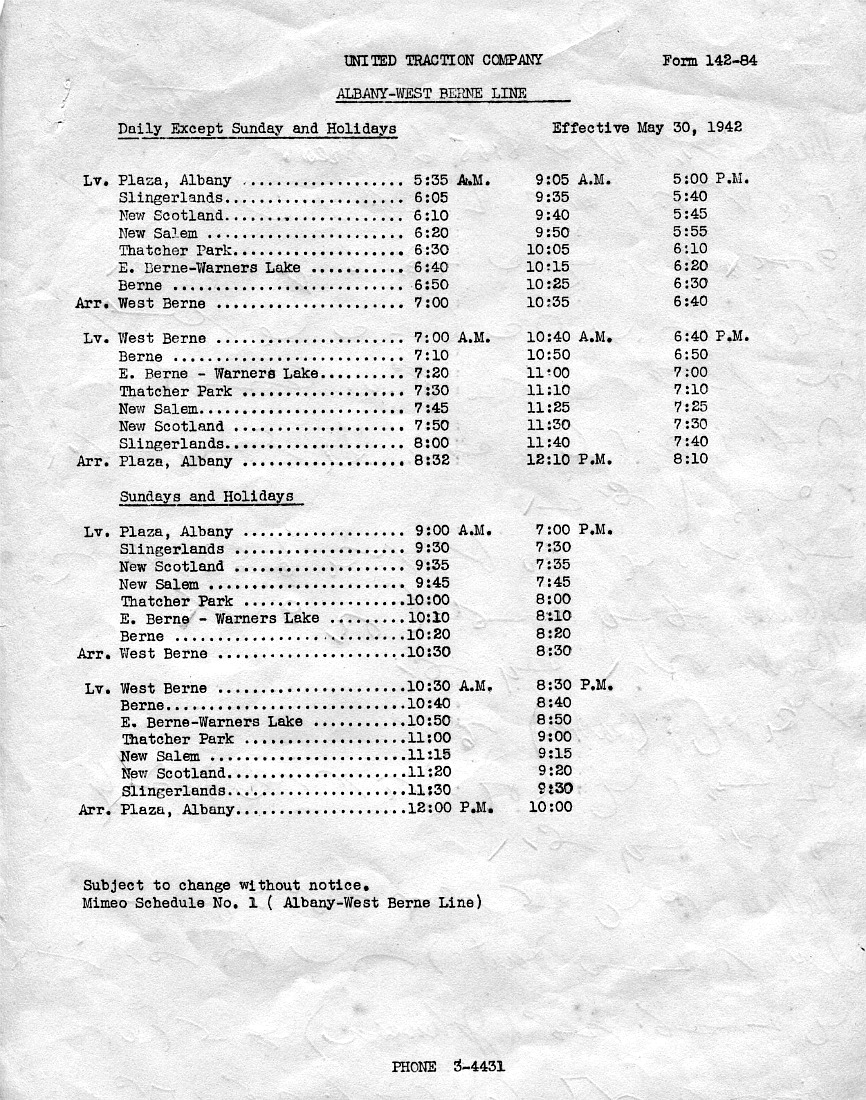 UNITED TRACTION COMPANY Form 142-84
ALBANY-WEST BERNE LINE
Daily Except Sunday and Holidays Effective May 30, 1942
Lv. Plaza, Albany ................... 5:35 A.M. 9:05 A.M. 5:00 P.M.
Slingerlands..................... 6:05 9:35 5:40
New Scotland..................... 6:10 9:40 5:45
New Salem ....................... 6:20 9:50 5:55
Thatcher Park.................... 6:30 10:05 6:10
E. Berne-Warners Lake ........... 6:40 10:15 6:20
Berne ........................... 6:50 10:25 6:30
Arr. West Berne ...................... 7:00 10:35 6:40
Lv. West Berne ...................... 7:00 A.M. 10:40 A.M. 6:40 P.M.
Berne ........................... 7:10 10:50 6:50
E. Berne - Warners Lake.......... 7:20 11:00 7:00
Thatcher Park ................... 7:30 11:10 7:10
New Salem........................ 7:45 11:25 7:25
New Scotland .................... 7:50 11:30 7:30
Slingerlands..................... 8:00 11:40 7:40
Arr. Plaza, Albany ................... 8:32 12:10 P.M. 8:10
Sundays and Holidays
Lv. Plaza, Albany ................... 9:00 A.M. 7:00 P.M.
Slingerlands .................... 9:30 7:30
New Scotland .................... 9:35 7:35
New Salem ....................... 9:45 7:45
Thatcher Park ...................10:00 8:00
E. Berne - Warners Lake .........10:10 8:10
Berne ...........................10:20 8:20
Arr. West Berne ......................10:30 8:30
Lv. West Berne ......................10:30 A.M. 8:30 P.M.
Berne............................10:40 8:40
E. Berne-Warners Lake ...........10:50 8:50
Thatcher Park ...................11:00 9:00
New Salem .......................11:15 9:15
New Scotland.....................11:20 9:20
Slingerlands.....................11:30 9:30
Arr. Plaza, Albany....................12:00 P.M. 10:00
Subject to change without notice.
Mimeo Schedule No. 1 ( Albany-West Berne Line)
PHONE 3-4431